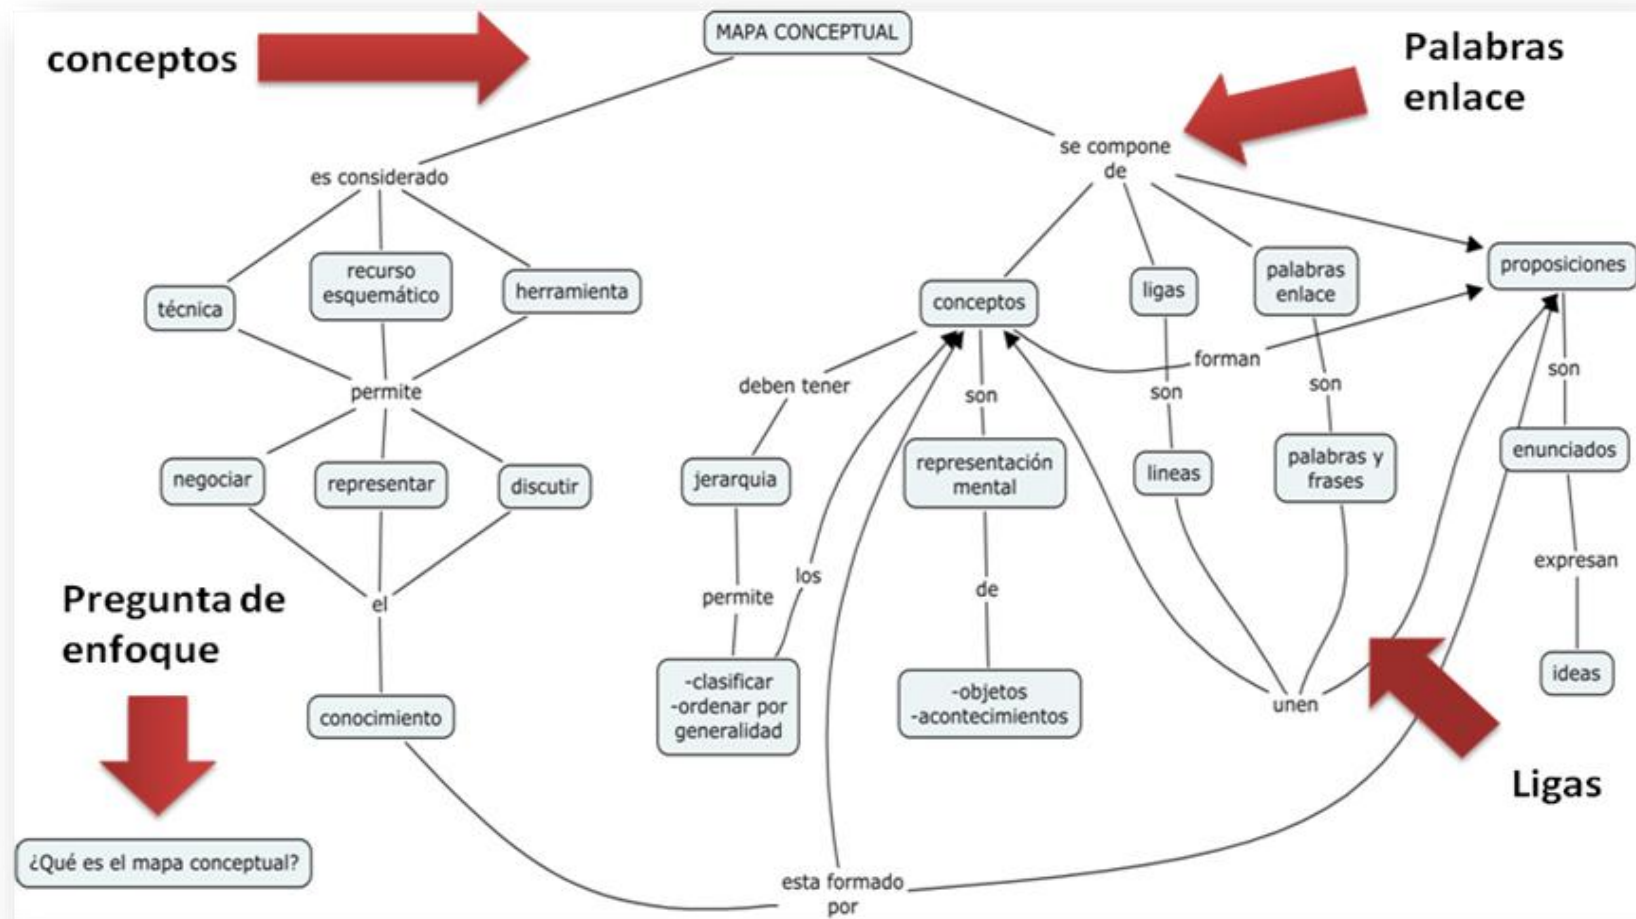 MAPA CONCEPTUAL
conceptos
Palabras
enlace
se compone
de
es considerado
técnica
recurso
esquemático
herramienta
conceptos
ligas
palabras
enlace
proposiciones
permite
deben tener
son
forman
son
son
son
negociar
representar
discutir
jerarquia
representación
mental
lineas
palabras y
frases
enunciados
el
permite
los
de
expresan
Pregunta de
enfoque
conocimiento
-clasificar
-ordenar por
generalidad
-objetos
-acontecimientos
unen
ideas
Ligas
¿Qué es el mapa conceptual?
esta formado
por